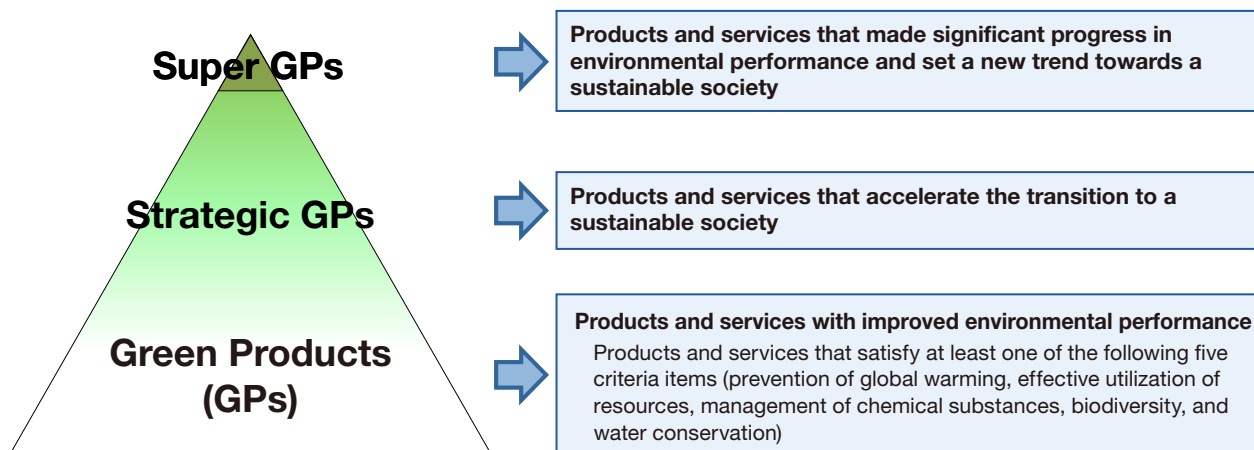 Super GPs
Products and services that made significant progress in
environmental performance and set a new trend towards a
sustainable society
Strategic GPs
Products and services that accelerate the transition to a
sustainable society
Green Products
(GPs)
Products and services with improved environmental performance
Products and services that satisfy at least one of the following five
criteria items (prevention of global warming, effective utilization of
resources, management of chemical substances, biodiversity, and
water conservation)